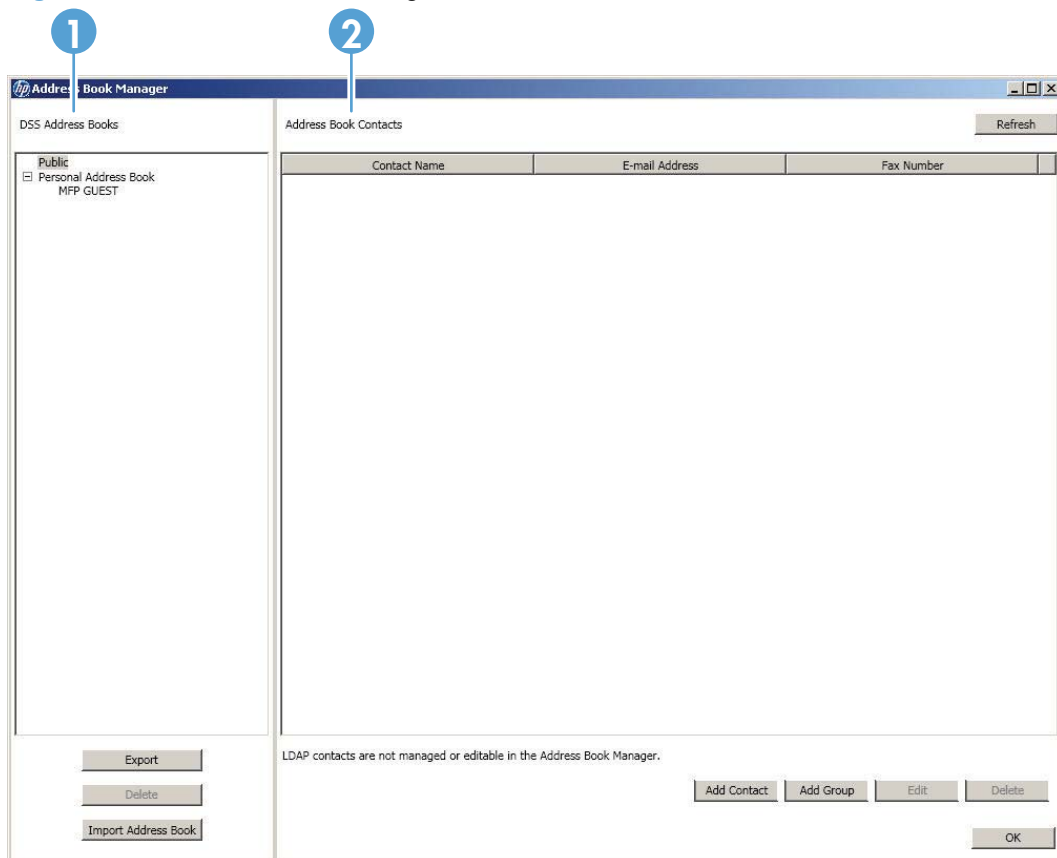 1 2
hp Address Book Manager
DSS Address Books
Address Book Contacts
Refresh
Public
Personal Address Book
MFP GUEST
Contact Name E-mail Address Fax Number
Export
Delete
Import Address Book
LDAP contacts are not managed or editable in the Address Book Manager.
Add Contact Add Group Edit Delete
OK